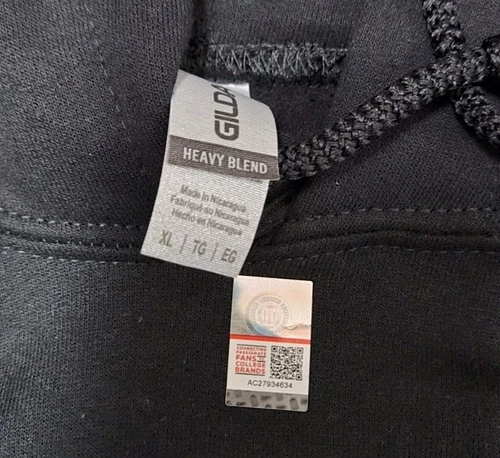 GILDA
HEAVY BLEND
Made in Nicaragua
Fabriqué au Nicaragua
Hecho en Nicaragua
XL | TG | EG
CONNECTING
PASSIONATE
FANS
COLLEGE
BRANDS
AC27934634